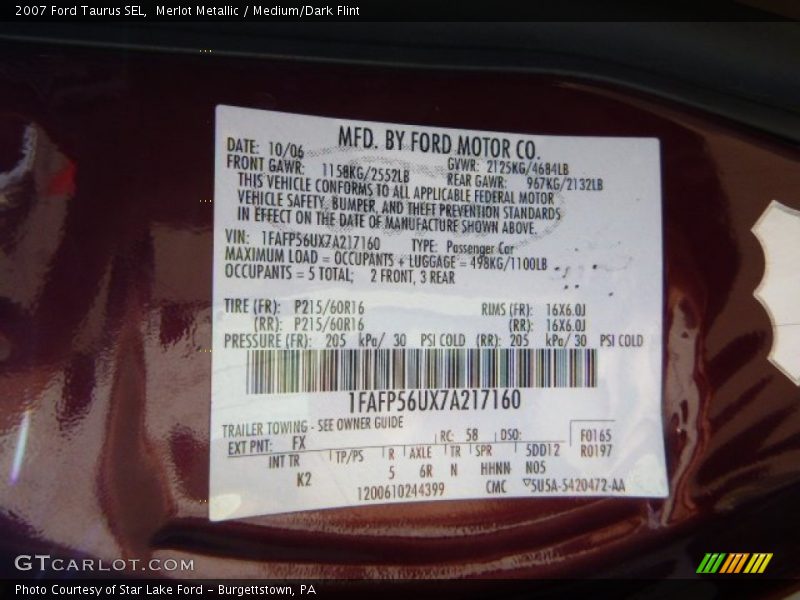 2007 Ford Taurus SEL,  Merlot Metallic / Medium/Dark Flint
MFD. BY FORD MOTOR CO.
DATE: 10/06
GVWR: 2125KG/4684LB
FRONT GAWR: 1158KG/2552LB
REAR GAWR: 967KG/2132LB
THIS VEHICLE CONFORMS TO ALL APPLICABLE FEDERAL MOTOR
VEHICLE SAFETY, BUMPER, AND THEFT PREVENTION STANDARDS
IN EFFECT ON THE DATE OF MANUFACTURE SHOWN ABOVE.
VIN: 1FAFP56UX7A217160 TYPE: Passenger Car
MAXIMUM LOAD = OCCUPANTS + LUGGAGE = 498KG/1100LB
OCCUPANTS = 5 TOTAL; 2 FRONT, 3 REAR
TIRE (FR): P215/60R16 RIMS (FR): 16X6.0J
(RR): P215/60R16 (RR): 16X6.0J
PRESSURE (FR): 205 kPa/ 30 PSI COLD (RR): 205 kPa/ 30 PSI COLD
1FAFP56UX7A217160
TRAILER TOWING - SEE OWNER GUIDE
EXT PNT: FX RC: 58 DSO: F0165
R0197
INT TR TP/PS R AXLE TR SPR 5DD12
K2 5 6R N HHNN N05
1200610244399 CMC ▽5U5A-5420472-AA
GTCARLOT.COM
Photo Courtesy of Star Lake Ford - Burgettstown, PA